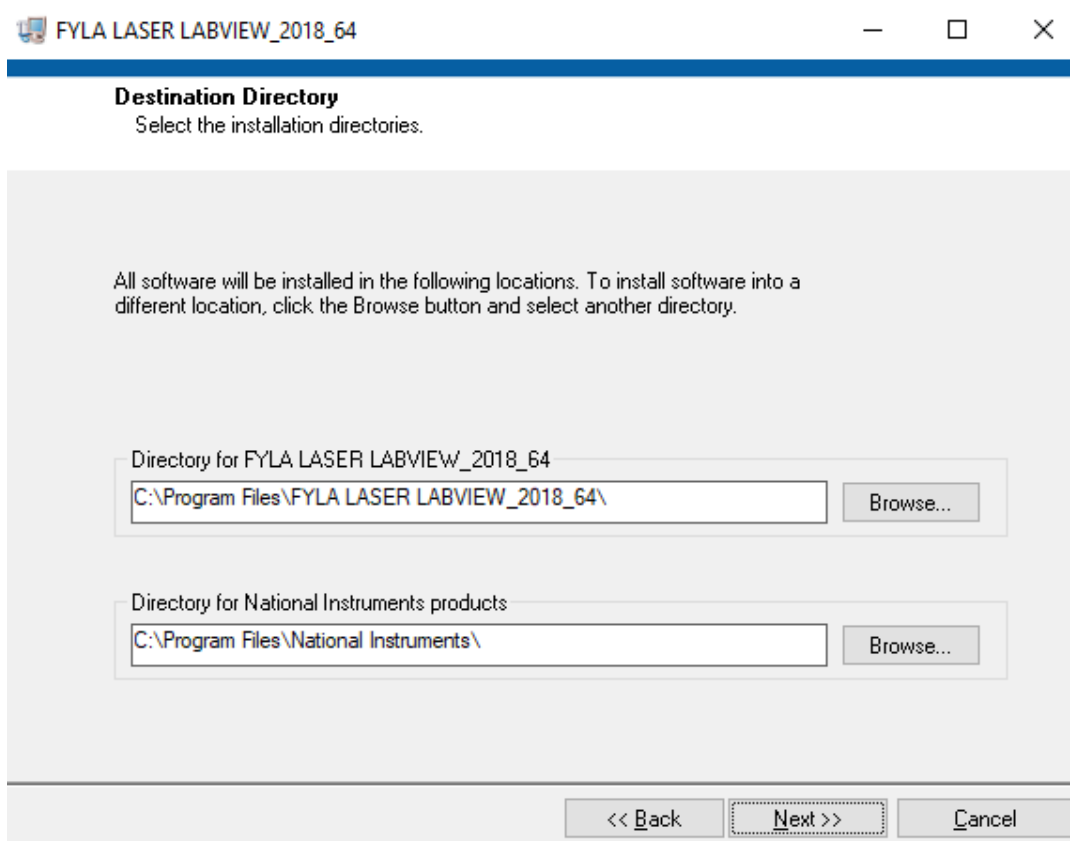 FYLA LASER LABVIEW_2018_64
Destination Directory
Select the installation directories.
All software will be installed in the following locations. To install software into a
different location, click the Browse button and select another directory.
Directory for FYLA LASER LABVIEW_2018_64
C:\Program Files\FYLA LASER LABVIEW_2018_64\
Browse...
Directory for National Instruments products
C:\Program Files\National Instruments\
Browse...
<< Back
Next >>
Cancel